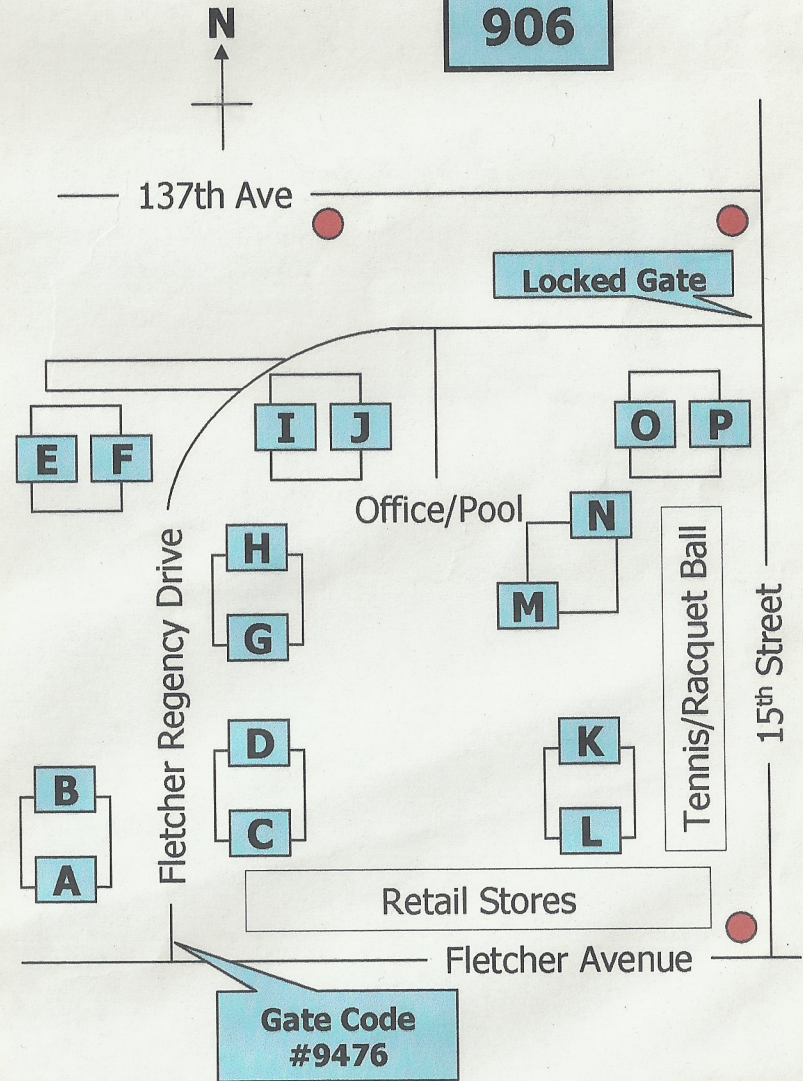 N
906
137th Ave
Locked Gate
E
F
I
J
O
P
Office/Pool
N
H
M
G
Fletcher Regency Drive
Tennis/Racquet Ball
15th Street
D
K
B
C
L
A
Retail Stores
Fletcher Avenue
Gate Code
#9476